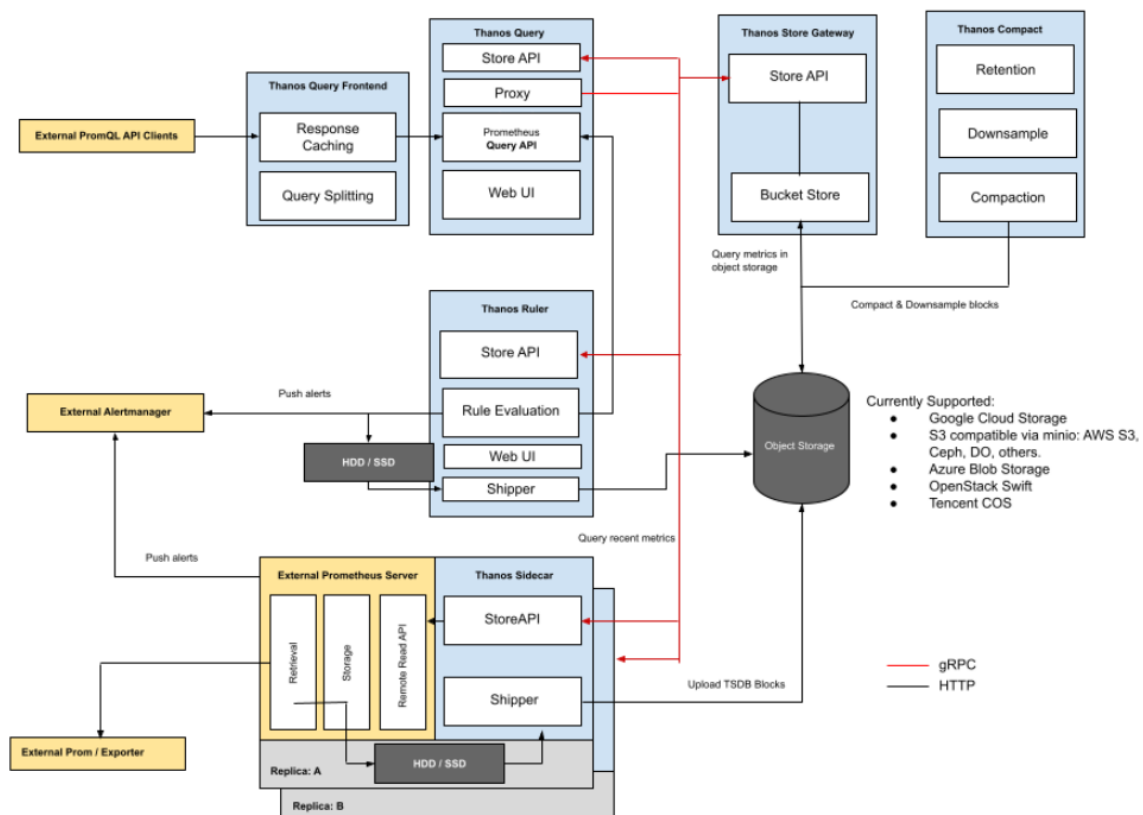 Thanos Query
Store API
Proxy
Prometheus
Query API
Web UI
Thanos Query Frontend
Response
Caching
Query Splitting
External PromQL API Clients
Thanos Store Gateway
Store API
Bucket Store
Thanos Compact
Retention
Downsample
Compaction
Query metrics in
object storage
Compact & Downsample blocks
Thanos Ruler
Store API
Rule Evaluation
Web UI
Shipper
Push alerts
External Alertmanager
HDD / SSD
Object Storage
Currently Supported:
● Google Cloud Storage
● S3 compatible via minio: AWS S3,
Ceph, DO, others.
● Azure Blob Storage
● OpenStack Swift
● Tencent COS
Query recent metrics
Push alerts
External Prometheus Server
Retrieval
Storage
Remote Read API
Thanos Sidecar
StoreAPI
Shipper
Upload TSDB Blocks
gRPC
HTTP
External Prom / Exporter
HDD / SSD
Replica: A
Replica: B